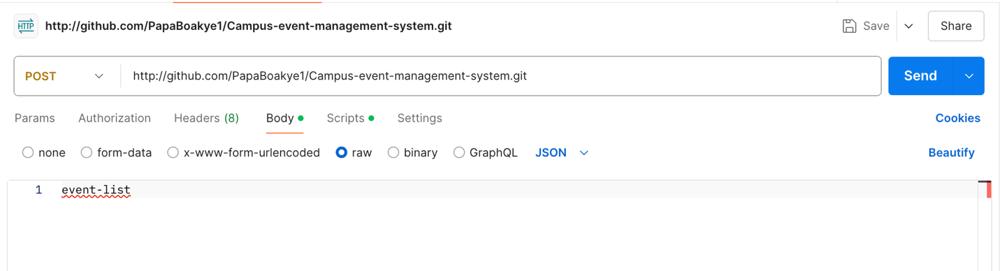 HTTP http://github.com/PapaBoakye1/Campus-event-management-system.git Save Share
POST http://github.com/PapaBoakye1/Campus-event-management-system.git Send
Params Authorization Headers (8) Body Scripts Settings Cookies
none form-data x-www-form-urlencoded raw binary GraphQL JSON Beautify
1 event-list